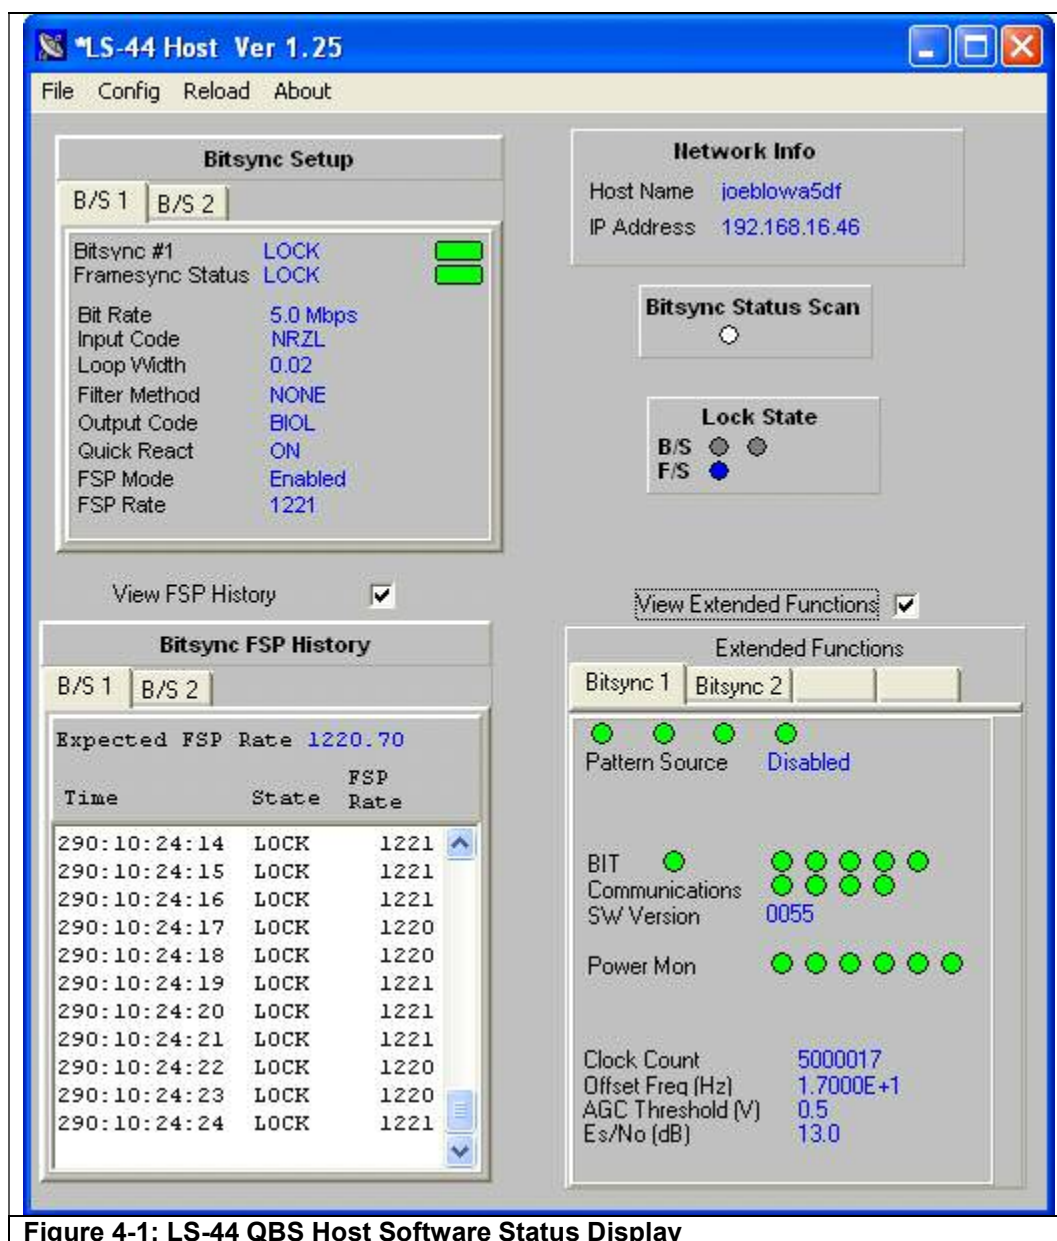 *LS-44 Host Ver 1.25
File Config Reload About
Bitsync Setup
B/S 1 B/S 2
Bitsync #1 LOCK
Framesync Status LOCK
Bit Rate 5.0 Mbps
Input Code NRZL
Loop Width 0.02
Filter Method NONE
Output Code BIOL
Quick React ON
FSP Mode Enabled
FSP Rate 1221
Network Info
Host Name joeblowa5df
IP Address 192.168.16.46
Bitsync Status Scan
Lock State
B/S
F/S
View FSP History
Bitsync FSP History
B/S 1 B/S 2
Expected FSP Rate 1220.70
Time State FSP Rate
290:10:24:14 LOCK 1221
290:10:24:15 LOCK 1221
290:10:24:16 LOCK 1221
290:10:24:17 LOCK 1220
290:10:24:18 LOCK 1220
290:10:24:19 LOCK 1221
290:10:24:20 LOCK 1221
290:10:24:21 LOCK 1221
290:10:24:22 LOCK 1220
290:10:24:23 LOCK 1220
290:10:24:24 LOCK 1221
View Extended Functions
Extended Functions
Bitsync 1 Bitsync 2
Pattern Source Disabled
BIT
Communications
SW Version 0055
Power Mon
Clock Count 5000017
Offset Freq (Hz) 1.7000E+1
AGC Threshold (V) 0.5
Es/No (dB) 13.0
Figure 4-1: LS-44 QBS Host Software Status Display